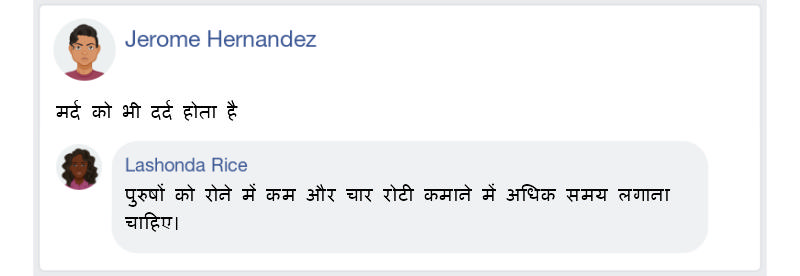 Jerome Hernandez
मर्द को भी दर्द होता है
Lashonda Rice
पुरुषों को रोने में कम और चार रोटी कमाने में अधिक समय लगाना
चाहिए।